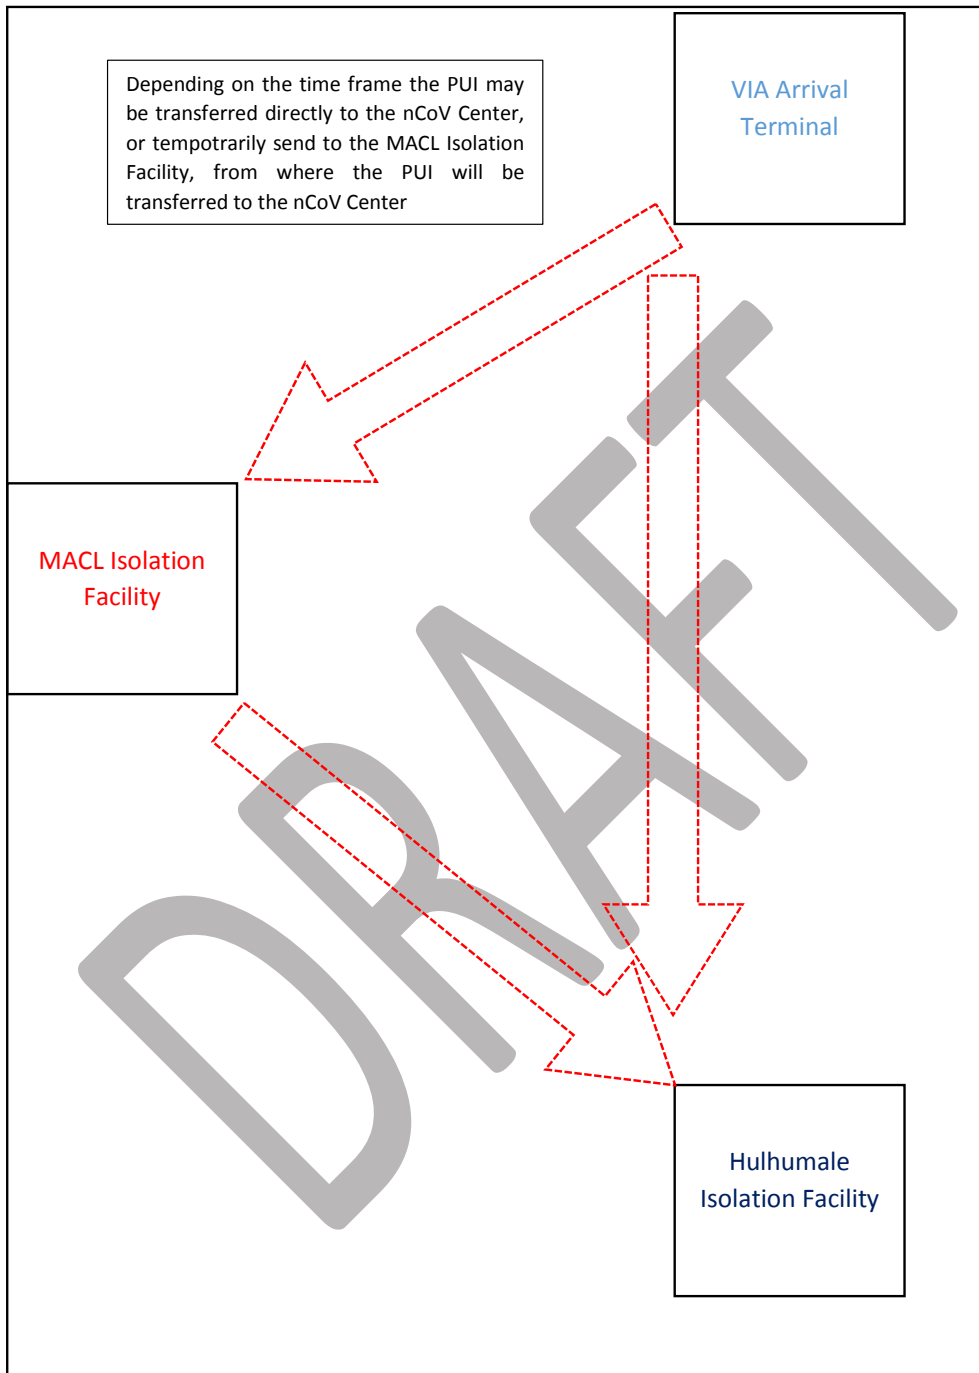 Depending on the time frame the PUI may
be transferred directly to the nCoV Center,
or tempotrarily send to the MACL Isolation
Facility, from where the PUI will be
transferred to the nCoV Center
VIA Arrival
Terminal
MACL Isolation
Facility
DRAFT
Hulhumale
Isolation Facility